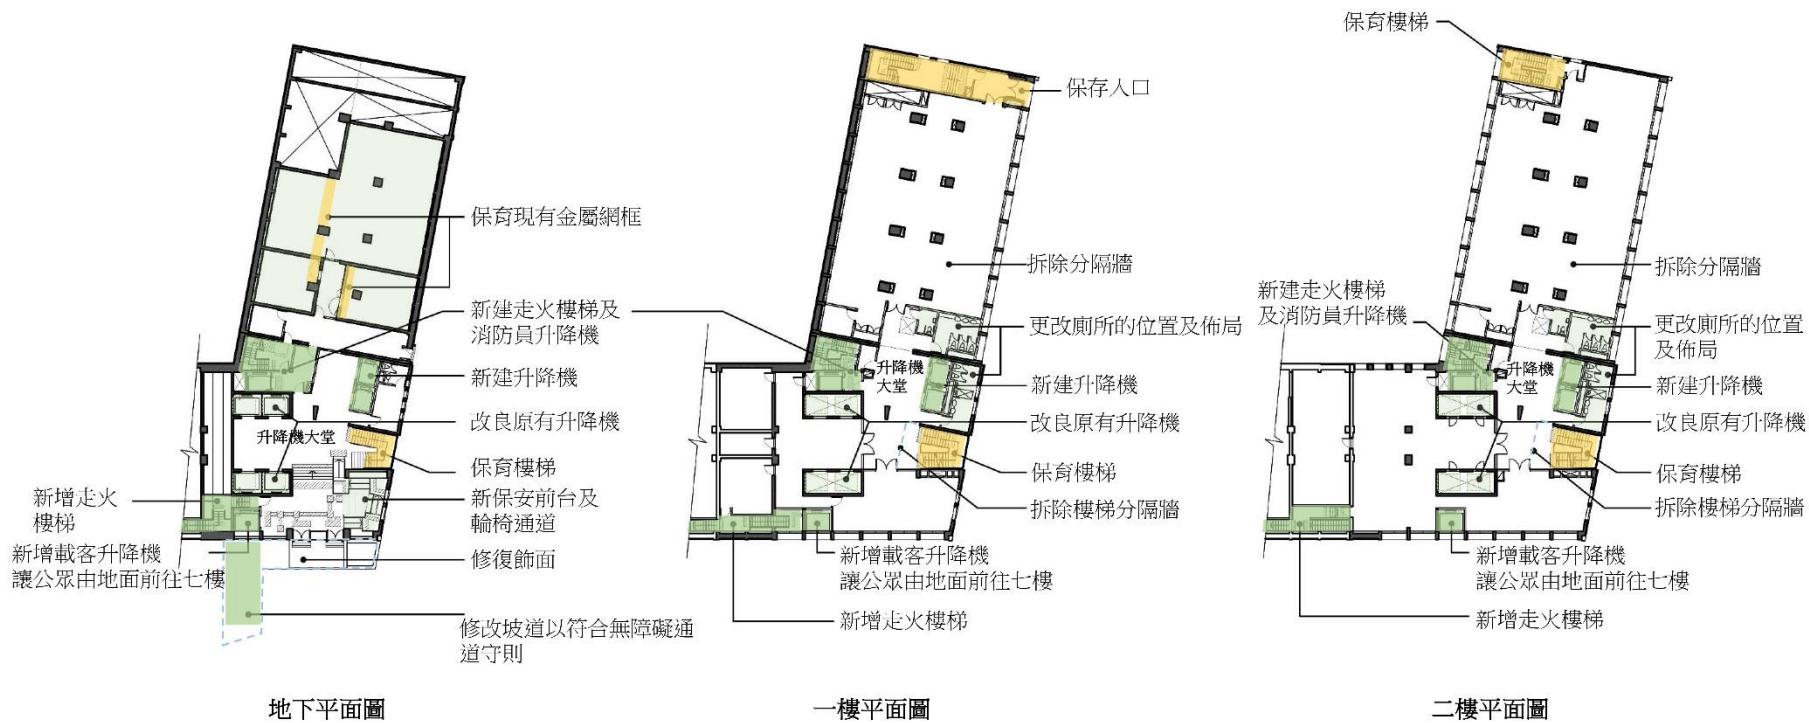 保育現有金屬網框
新建走火樓梯及
消防員升降機
新建升降機
改良原有升降機
升降機大堂
保育樓梯
新增走火
樓梯
新保安前台及
輪椅通道
新增載客升降機
讓公眾由地面前往七樓
修復飾面
修改坡道以符合無障礙通
道守則
地下平面圖
保存入口
拆除分隔牆
更改廁所的位置及佈局
升降機
大堂
新建升降機
改良原有升降機
保育樓梯
拆除樓梯分隔牆
新增載客升降機
讓公眾由地面前往七樓
新增走火樓梯
一樓平面圖
保育樓梯
拆除分隔牆
新建走火樓梯
及消防員升降機
更改廁所的位置
及佈局
升降機
大堂
新建升降機
改良原有升降機
保育樓梯
拆除樓梯分隔牆
新增載客升降機
讓公眾由地面前往七樓
新增走火樓梯
二樓平面圖